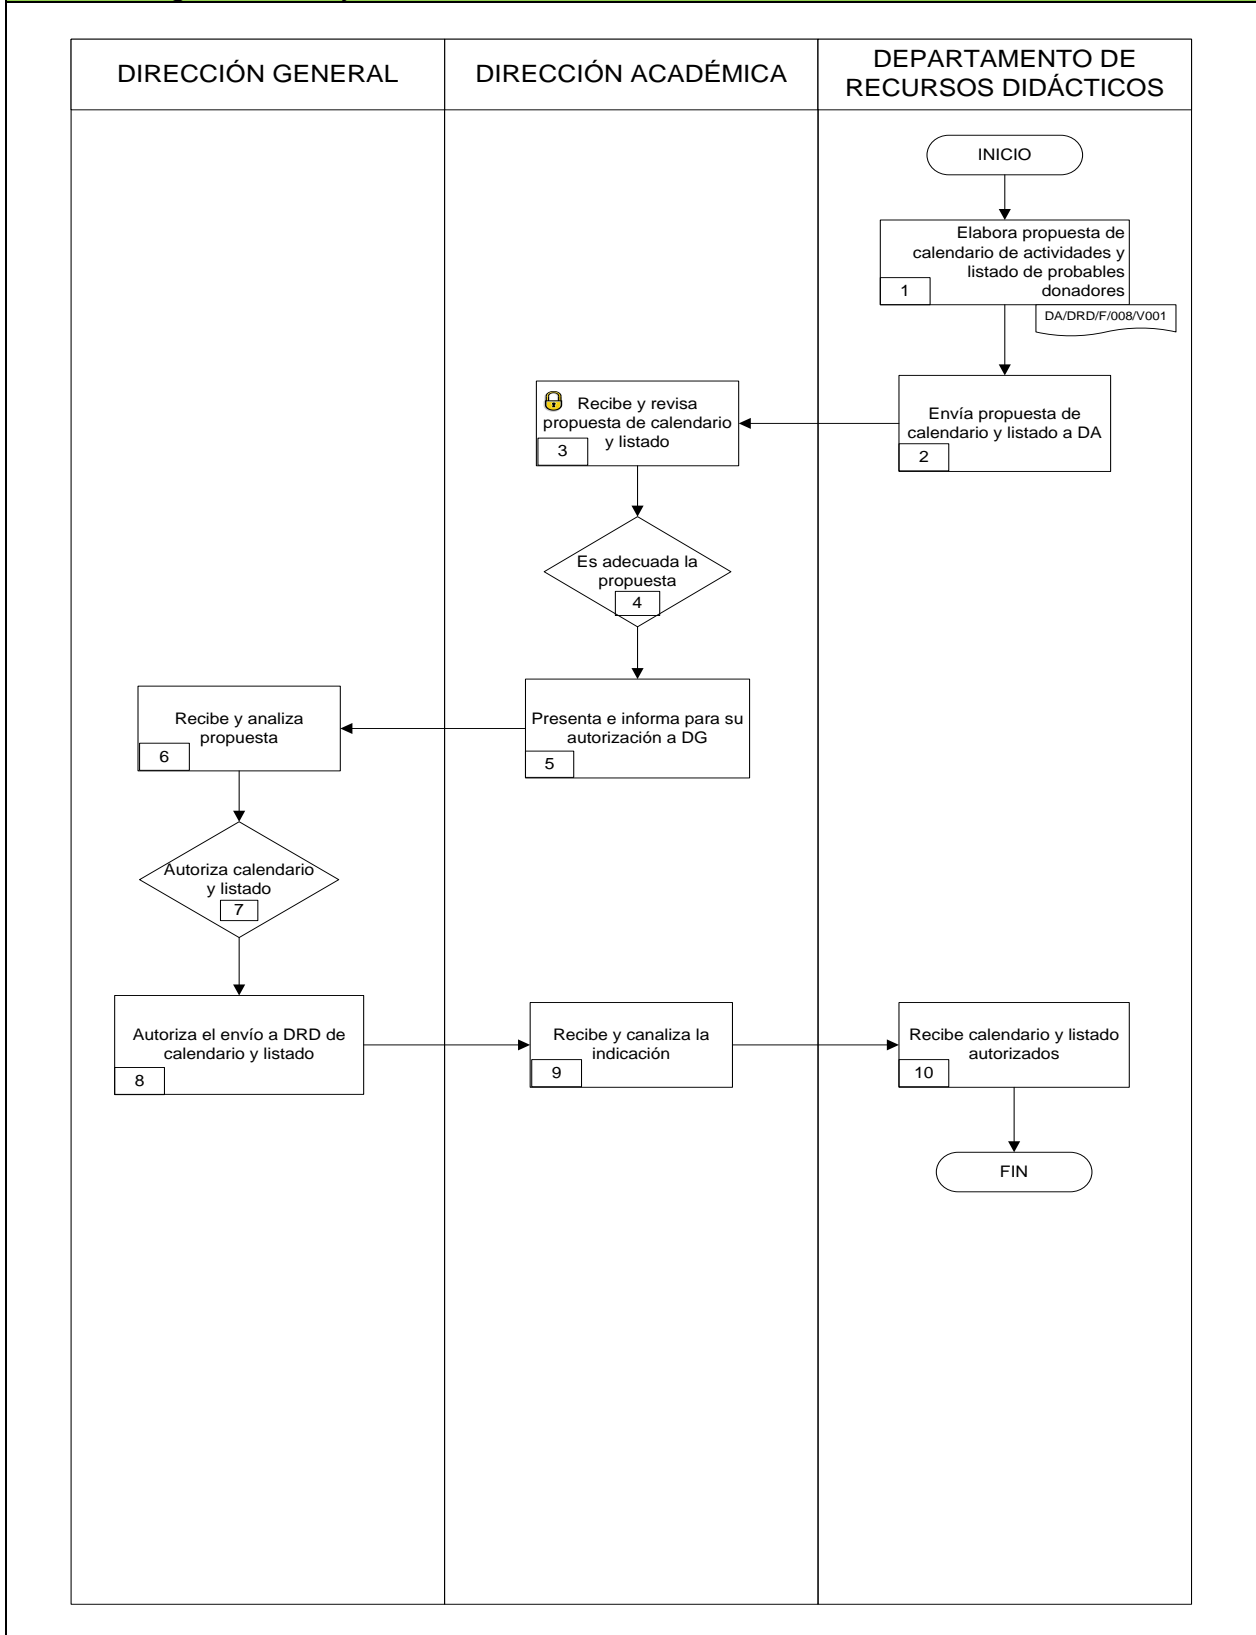 DIRECCIÓN GENERAL
DIRECCIÓN ACADÉMICA
DEPARTAMENTO DE
RECURSOS DIDÁCTICOS
INICIO
Elabora propuesta de
calendario de actividades y
listado de probables
donadores
1
DA/DRD/F/008/V001
Envía propuesta de
calendario y listado a DA
2
Recibe y revisa
propuesta de calendario
y listado
3
Es adecuada la
propuesta
4
Presenta e informa para su
autorización a DG
5
Recibe y analiza
propuesta
6
Autoriza calendario
y listado
7
Autoriza el envío a DRD de
calendario y listado
8
Recibe y canaliza la
indicación
9
Recibe calendario y listado
autorizados
10
FIN